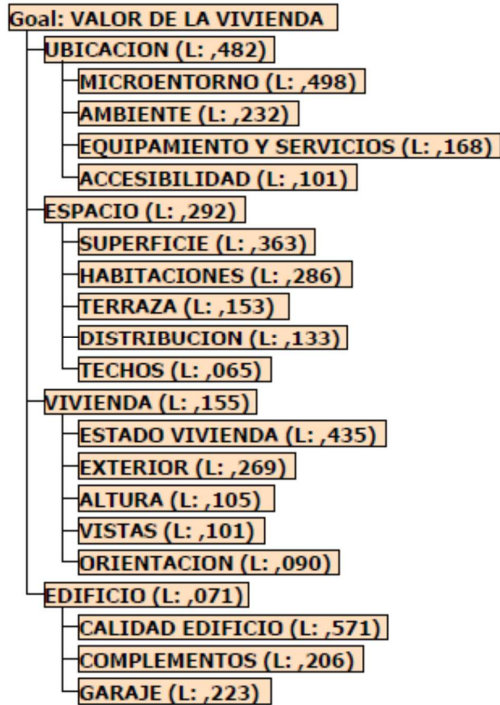 Goal: VALOR DE LA VIVIENDA
UBICACION (L: ,482)
MICROENTORNO (L: ,498)
AMBIENTE (L: ,232)
EQUIPAMIENTO Y SERVICIOS (L: ,168)
ACCESIBILIDAD (L: ,101)
ESPACIO (L: ,292)
SUPERFICIE (L: ,363)
HABITACIONES (L: ,286)
TERRAZA (L: ,153)
DISTRIBUCION (L: ,133)
TECHOS (L: ,065)
VIVIENDA (L: ,155)
ESTADO VIVIENDA (L: ,435)
EXTERIOR (L: ,269)
ALTURA (L: ,105)
VISTAS (L: ,101)
ORIENTACION (L: ,090)
EDIFICIO (L: ,071)
CALIDAD EDIFICIO (L: ,571)
COMPLEMENTOS (L: ,206)
GARAJE (L: ,223)